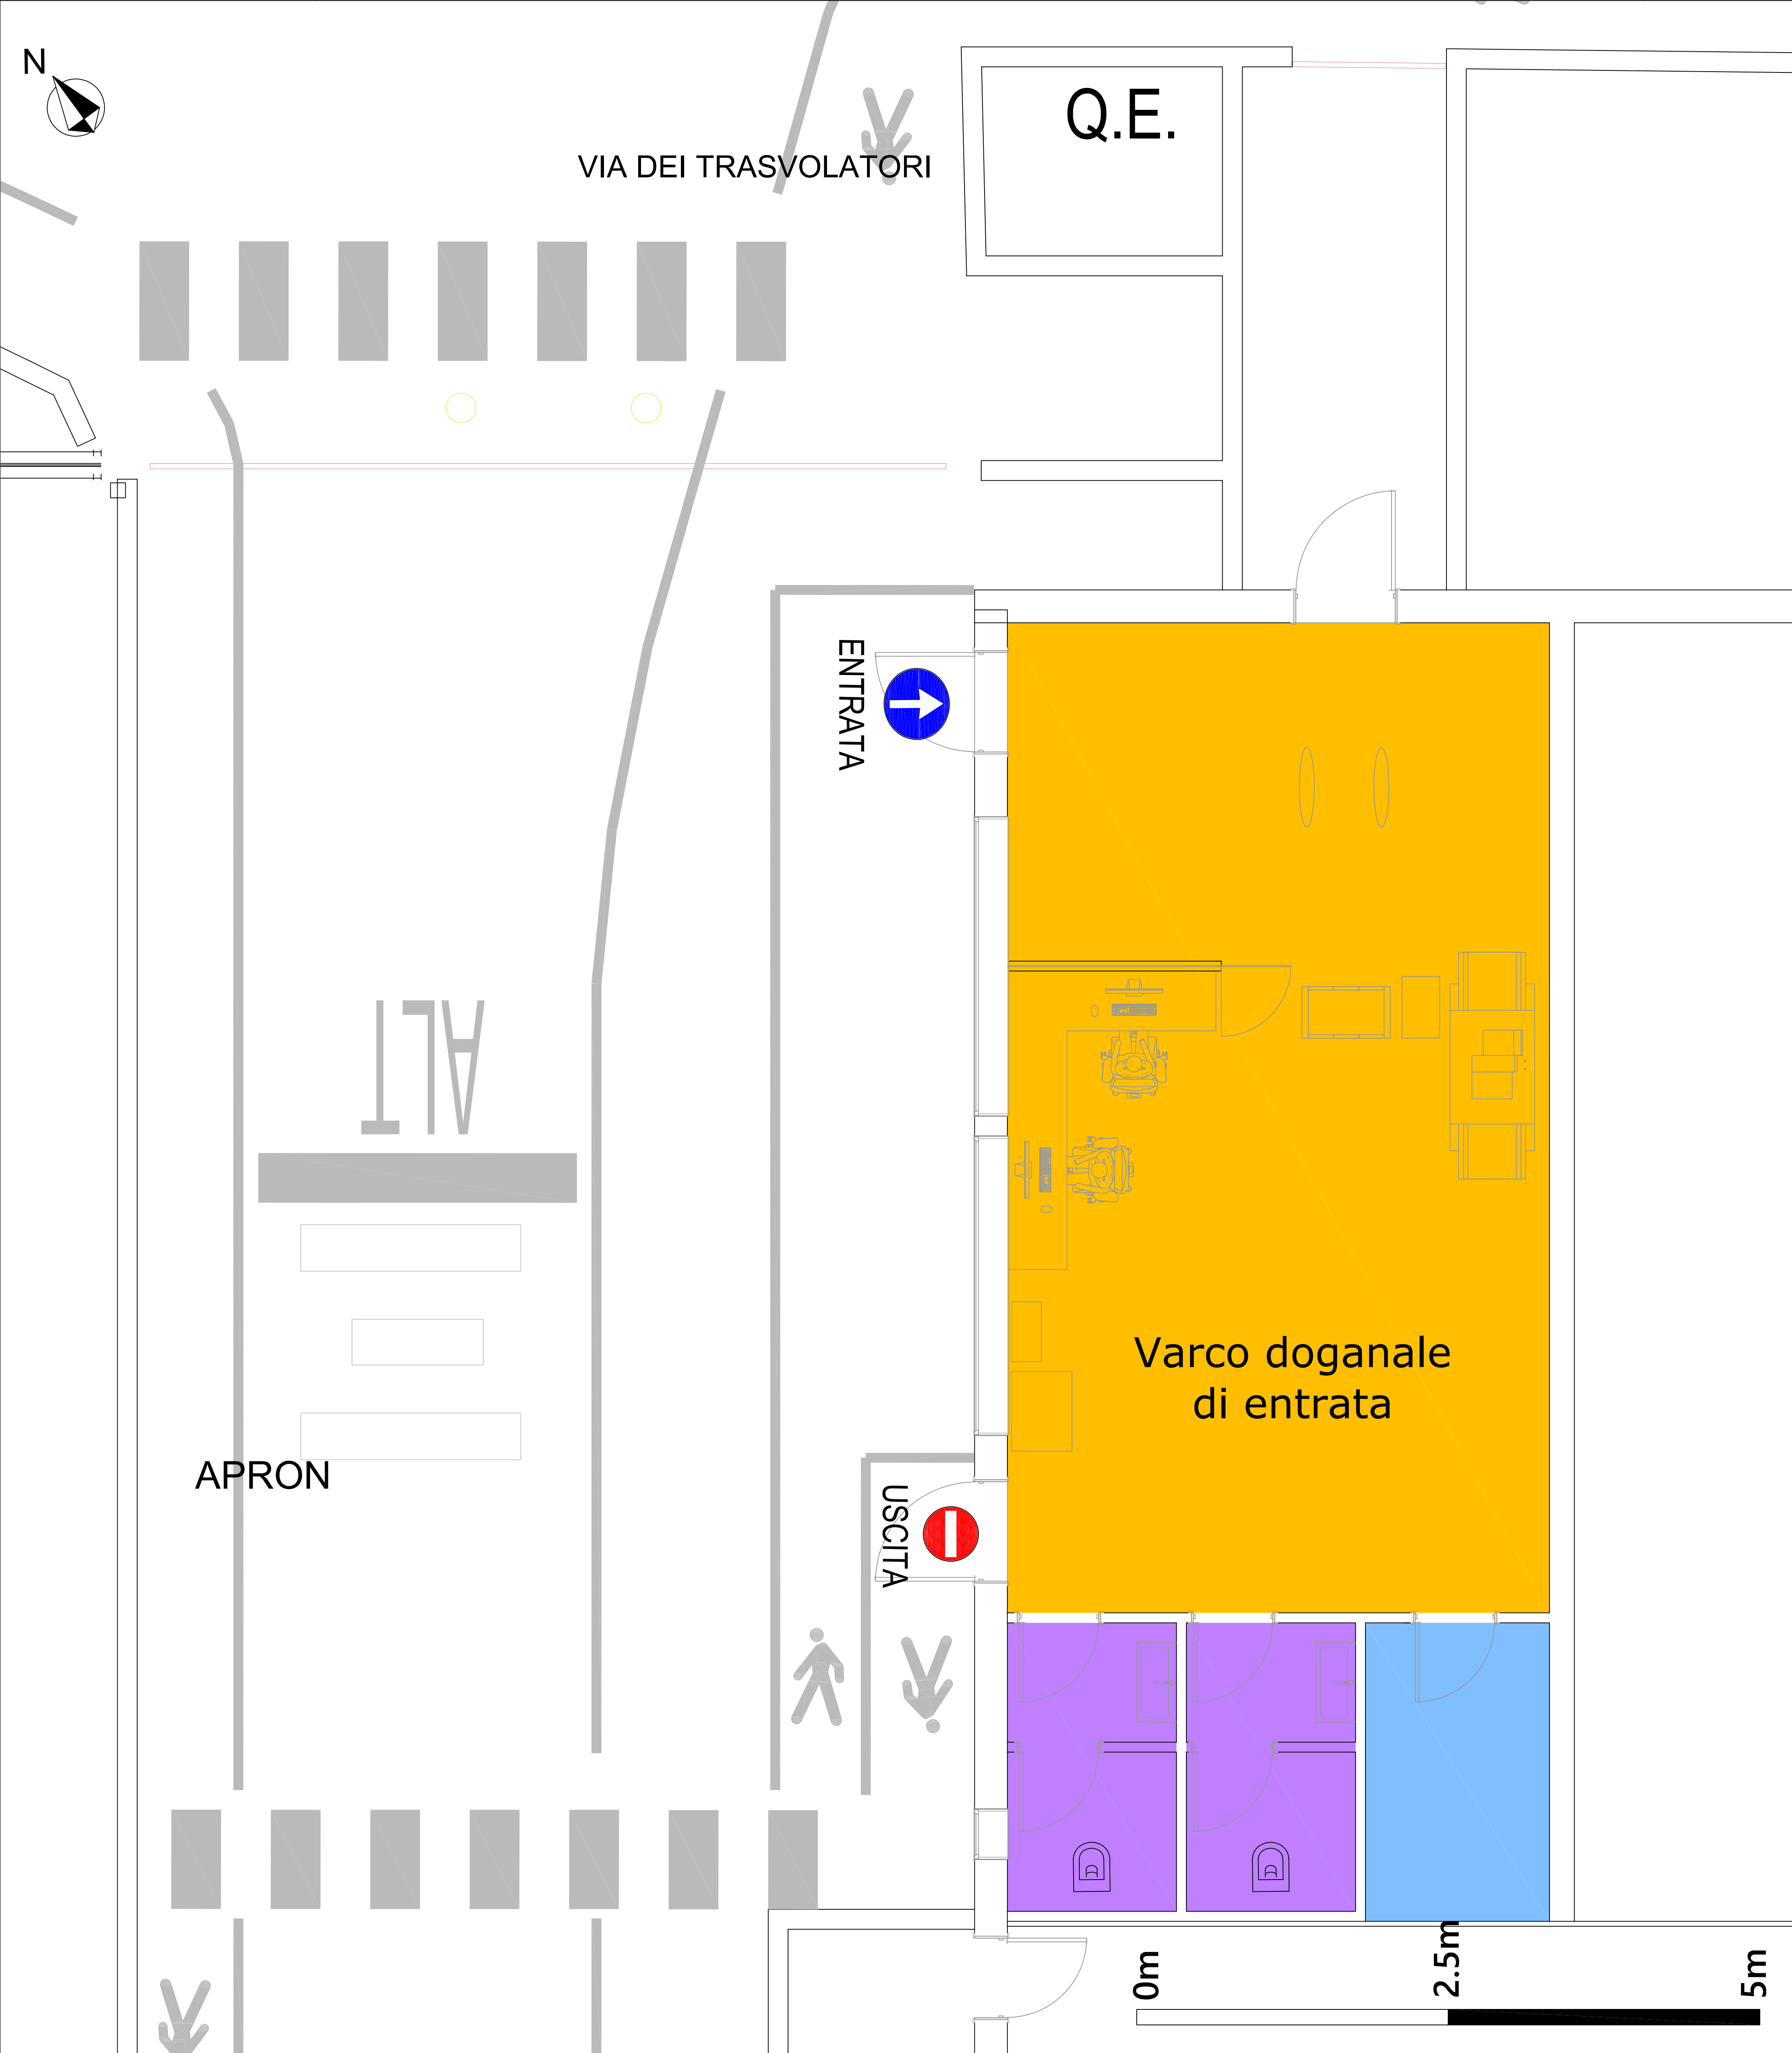 N
Q.E.
VIA DEI TRASVOLATORI
ENTRATA
ALT
Varco doganale
di entrata
APRON
USCITA
0m
2.5m
5m